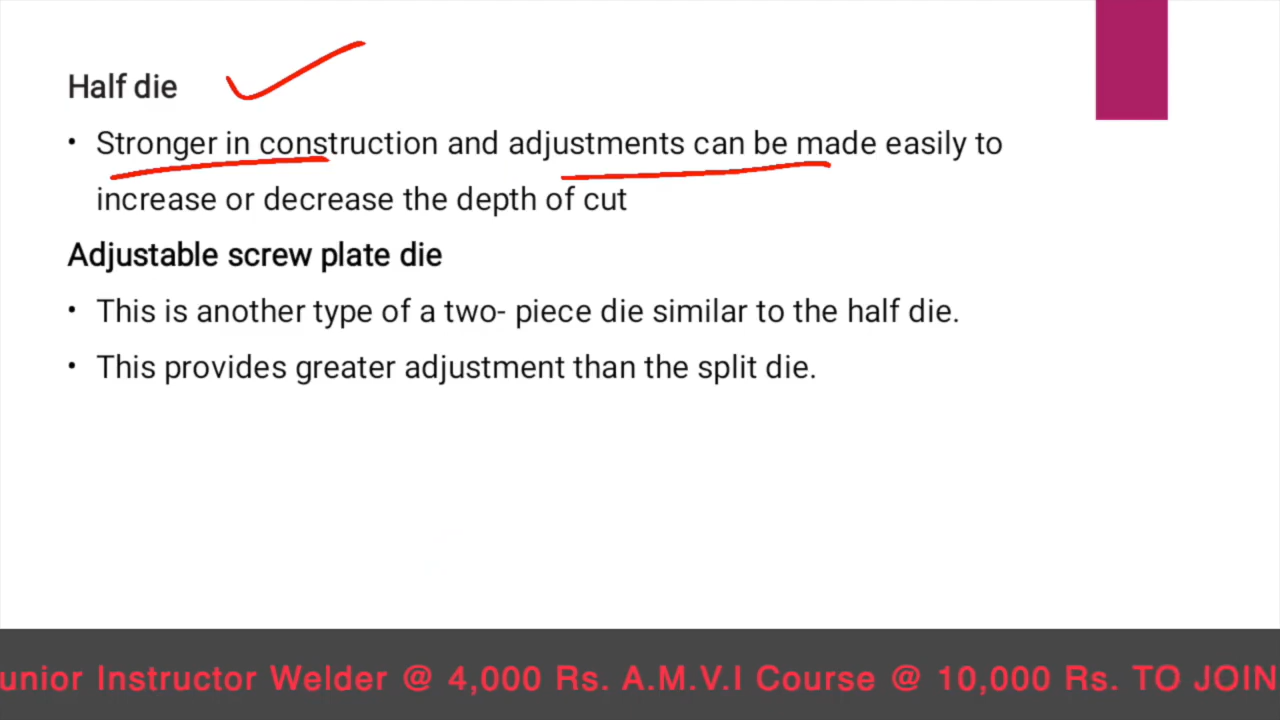 Half die
• Stronger in construction and adjustments can be made easily to
increase or decrease the depth of cut
Adjustable screw plate die
• This is another type of a two- piece die similar to the half die.
• This provides greater adjustment than the split die.
unior Instructor Welder @ 4,000 Rs. A.M.V.I Course @ 10,000 Rs. TO JOIN